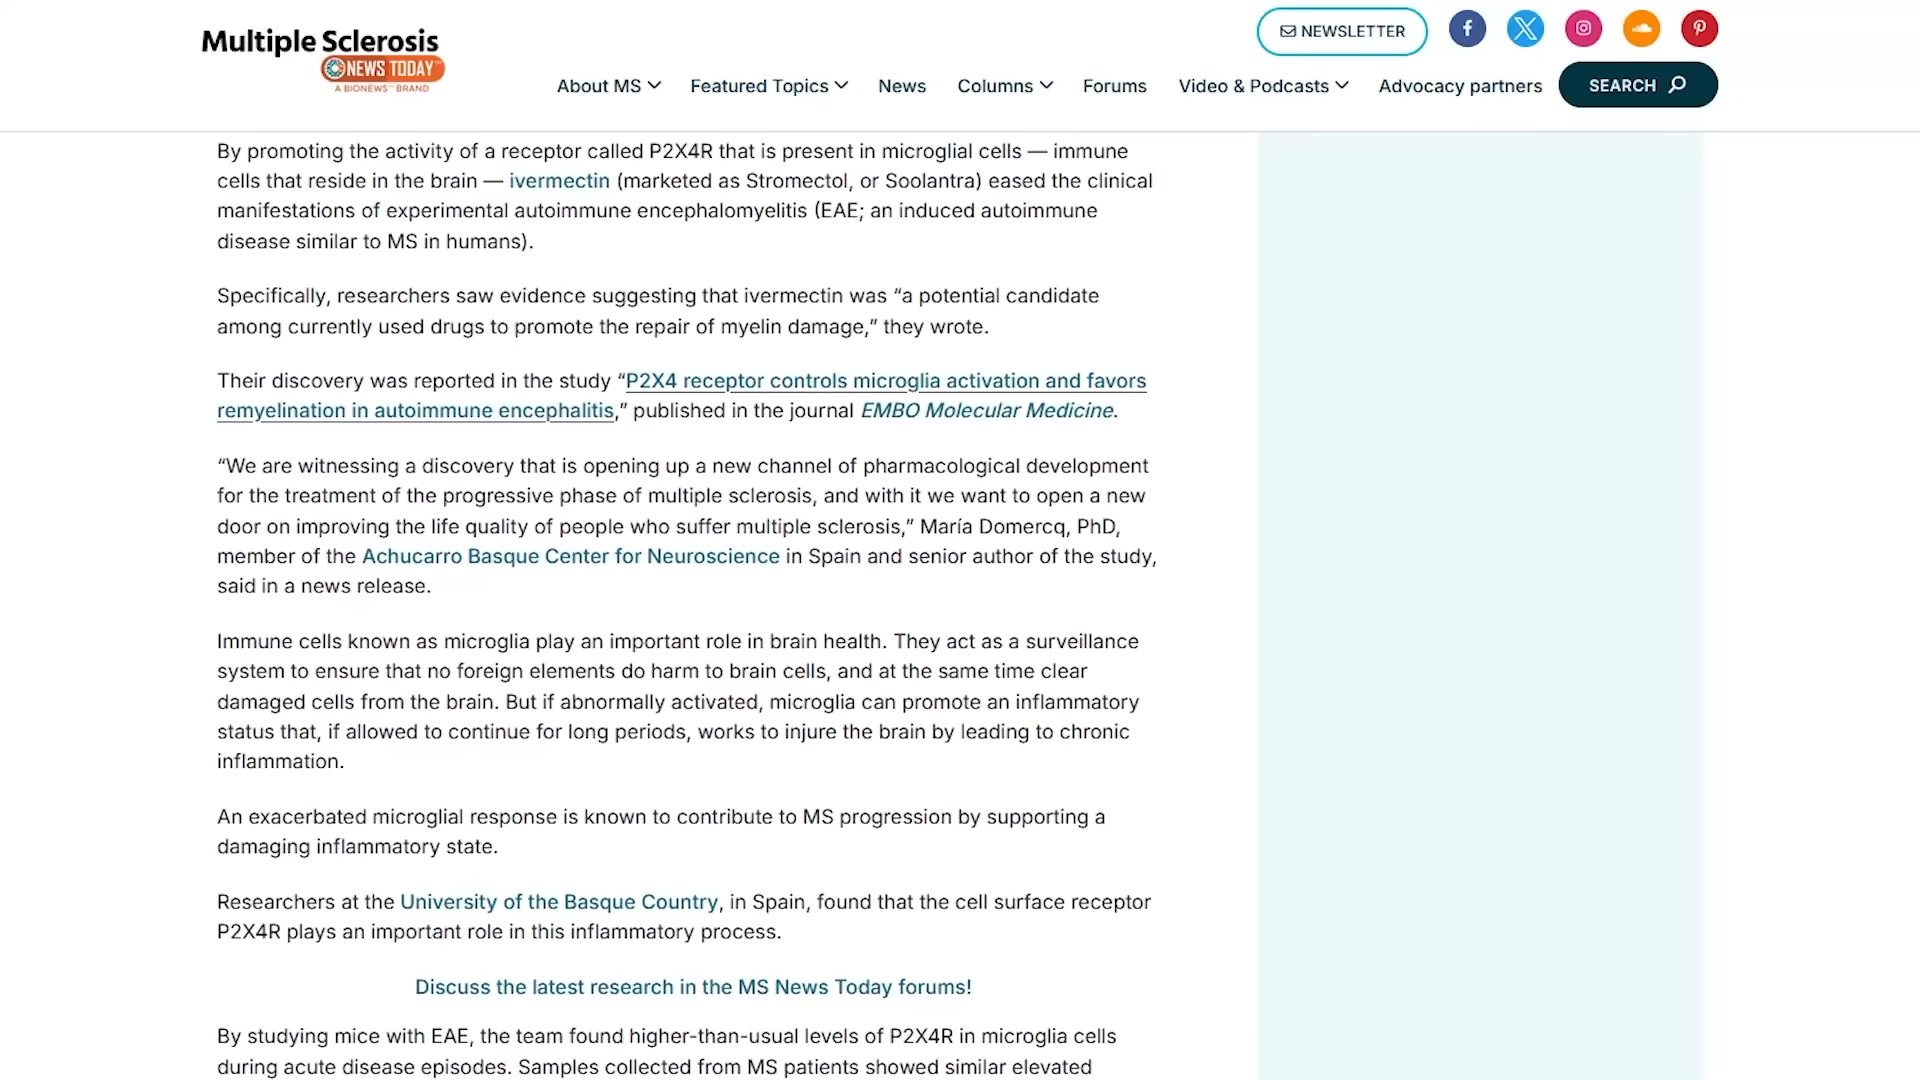 Multiple Sclerosis
NEWS TODAY
A BIONEWS™ BRAND
NEWSLETTER
About MS
Featured Topics
News
Columns
Forums
Video & Podcasts
Advocacy partners
SEARCH
By promoting the activity of a receptor called P2X4R that is present in microglial cells — immune
cells that reside in the brain — ivermectin (marketed as Stromectol, or Soolantra) eased the clinical
manifestations of experimental autoimmune encephalomyelitis (EAE; an induced autoimmune
disease similar to MS in humans).
Specifically, researchers saw evidence suggesting that ivermectin was “a potential candidate
among currently used drugs to promote the repair of myelin damage,” they wrote.
Their discovery was reported in the study “P2X4 receptor controls microglia activation and favors
remyelination in autoimmune encephalitis,” published in the journal EMBO Molecular Medicine.
“We are witnessing a discovery that is opening up a new channel of pharmacological development
for the treatment of the progressive phase of multiple sclerosis, and with it we want to open a new
door on improving the life quality of people who suffer multiple sclerosis,” María Domercq, PhD,
member of the Achucarro Basque Center for Neuroscience in Spain and senior author of the study,
said in a news release.
Immune cells known as microglia play an important role in brain health. They act as a surveillance
system to ensure that no foreign elements do harm to brain cells, and at the same time clear
damaged cells from the brain. But if abnormally activated, microglia can promote an inflammatory
status that, if allowed to continue for long periods, works to injure the brain by leading to chronic
inflammation.
An exacerbated microglial response is known to contribute to MS progression by supporting a
damaging inflammatory state.
Researchers at the University of the Basque Country, in Spain, found that the cell surface receptor
P2X4R plays an important role in this inflammatory process.
Discuss the latest research in the MS News Today forums!
By studying mice with EAE, the team found higher-than-usual levels of P2X4R in microglia cells
during acute disease episodes. Samples collected from MS patients showed similar elevated